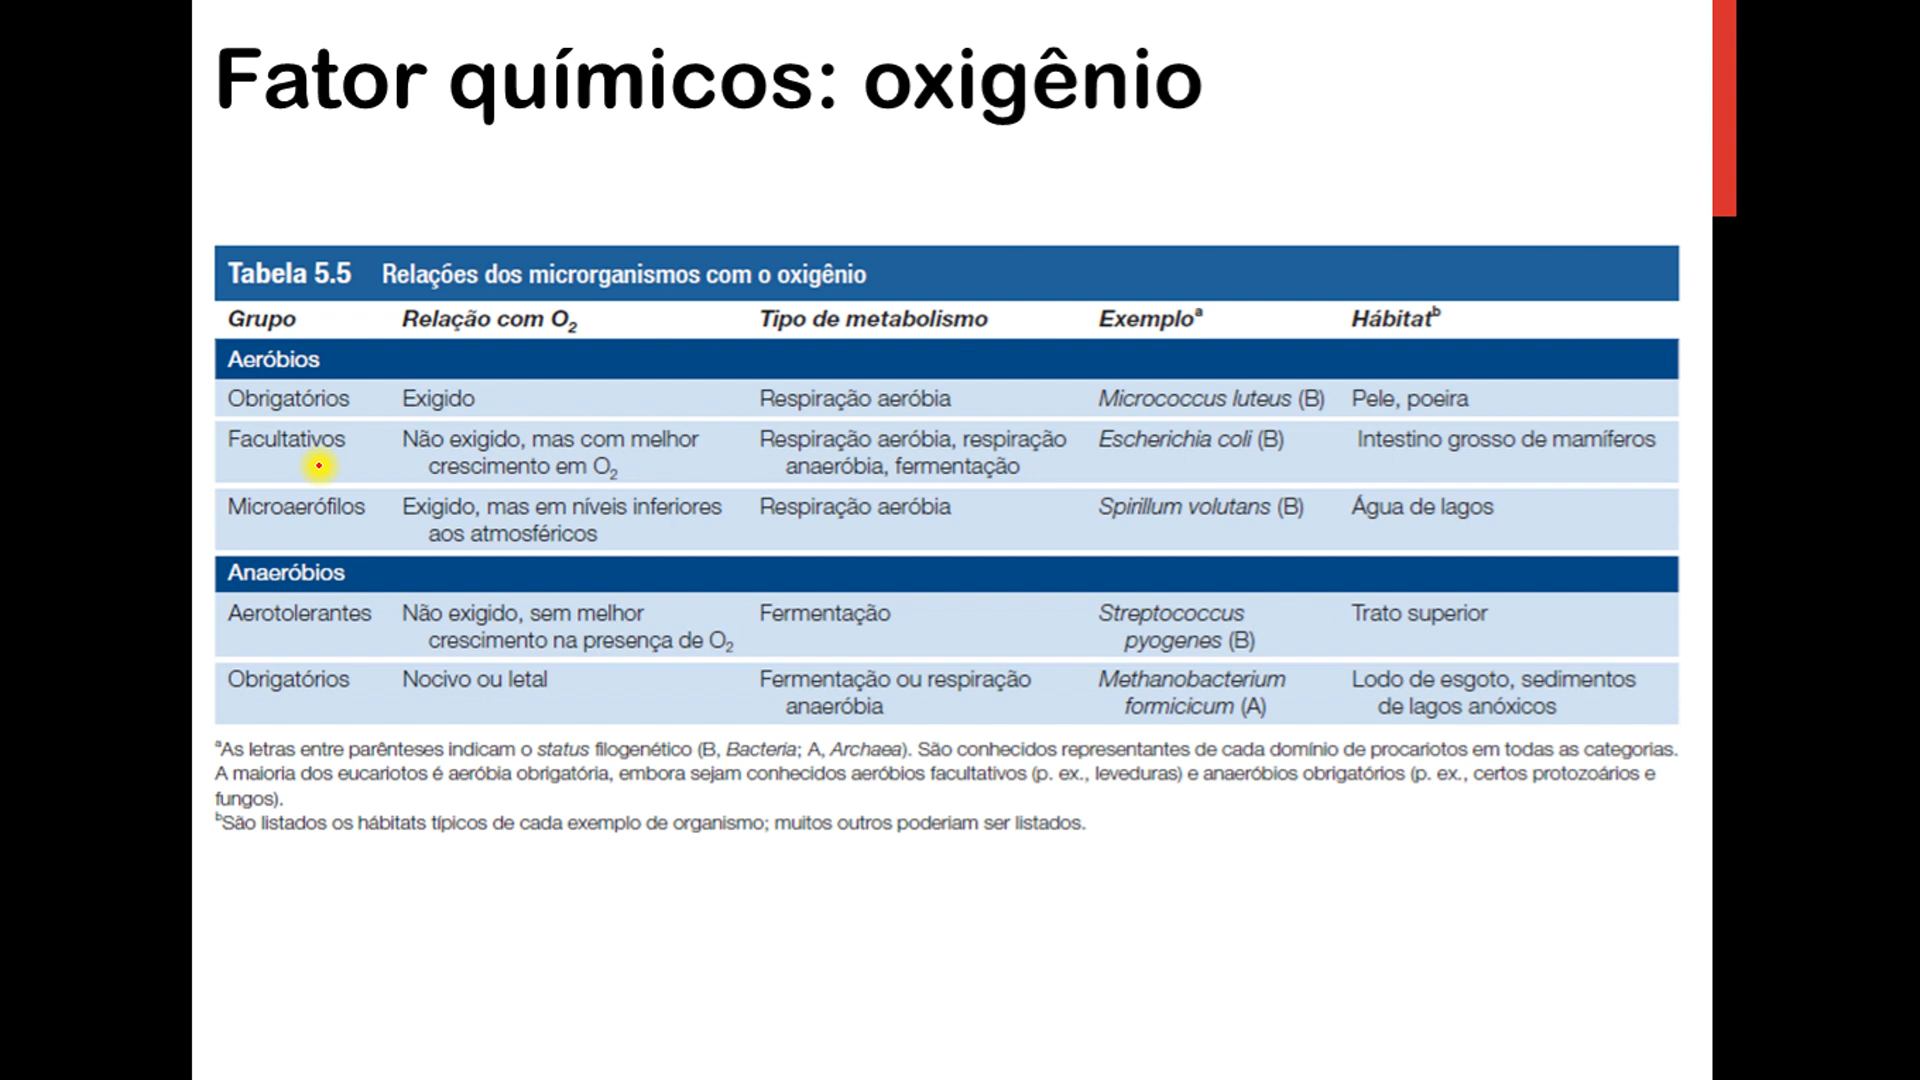 Fator químicos: oxigênio
Tabela 5.5 Relações dos microrganismos com o oxigênio
Grupo Relação com O₂ Tipo de metabolismo Exemploᵃ Hábitatᵇ
Aeróbios
Obrigatórios Exigido Respiração aeróbia Micrococcus luteus (B) Pele, poeira
Facultativos Não exigido, mas com melhor Respiração aeróbia, respiração Escherichia coli (B) Intestino grosso de mamíferos
crescimento em O₂ anaeróbia, fermentação
Microaerófilos Exigido, mas em níveis inferiores Respiração aeróbia Spirillum volutans (B) Água de lagos
aos atmosféricos
Anaeróbios
Aerotolerantes Não exigido, sem melhor Fermentação Streptococcus Trato superior
crescimento na presença de O₂ pyogenes (B)
Obrigatórios Nocivo ou letal Fermentação ou respiração Methanobacterium Lodo de esgoto, sedimentos
anaeróbia formicicum (A) de lagos anóxicos
ᵃAs letras entre parênteses indicam o status filogenético (B, Bacteria; A, Archaea). São conhecidos representantes de cada domínio de procariotos em todas as categorias.
A maioria dos eucariotos é aeróbia obrigatória, embora sejam conhecidos aeróbios facultativos (p. ex., leveduras) e anaeróbios obrigatórios (p. ex., certos protozoários e
fungos).
ᵇSão listados os hábitats típicos de cada exemplo de organismo; muitos outros poderiam ser listados.